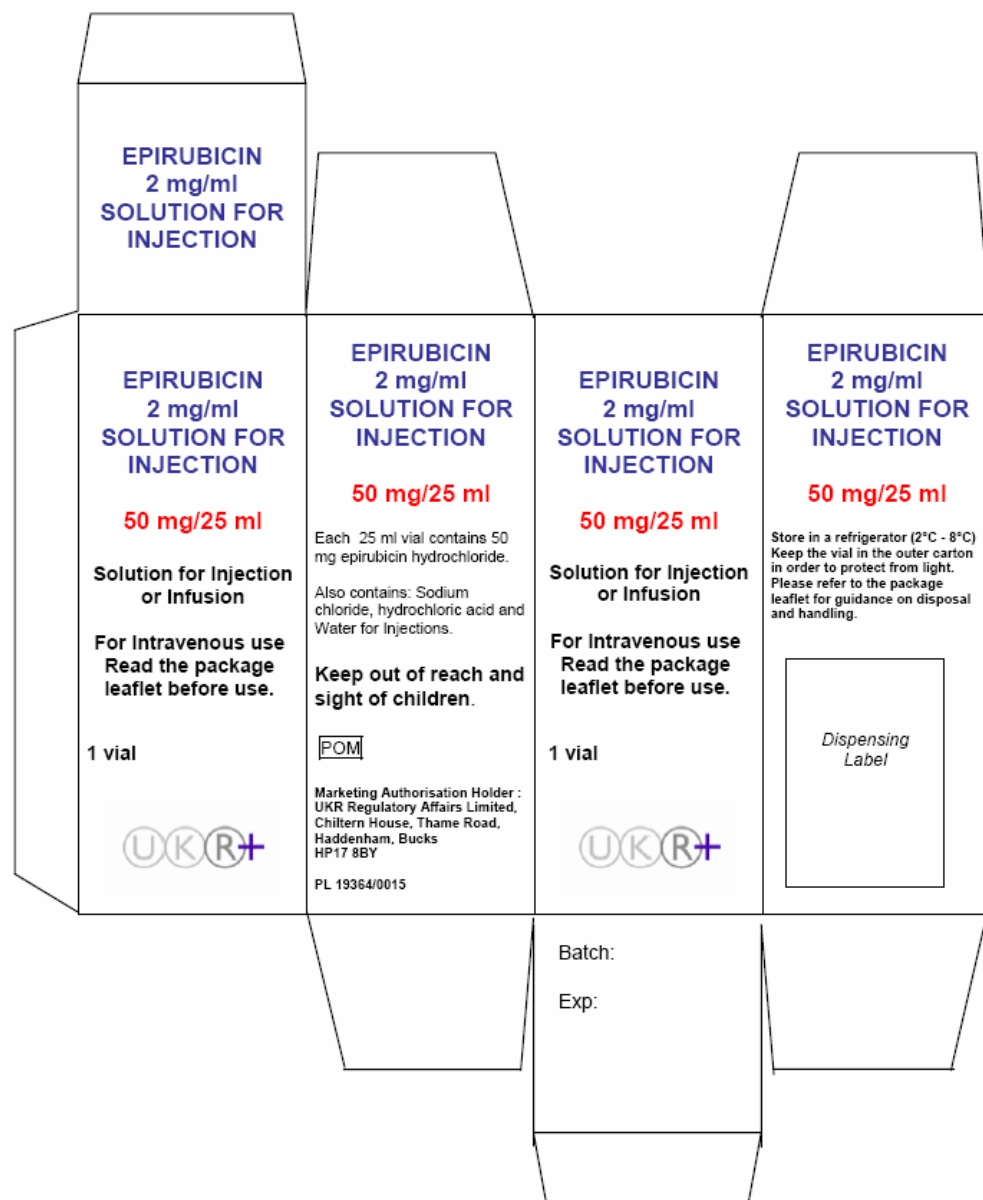 EPIRUBICIN
2 mg/ml
SOLUTION FOR
INJECTION
EPIRUBICIN
2 mg/ml
SOLUTION FOR
INJECTION
50 mg/25 ml
Solution for Injection
or Infusion
For Intravenous use
Read the package
leaflet before use.
1 vial
UKR+
EPIRUBICIN
2 mg/ml
SOLUTION FOR
INJECTION
50 mg/25 ml
Each 25 ml vial contains 50
mg epirubicin hydrochloride.
Also contains: Sodium
chloride, hydrochloric acid and
Water for Injections.
Keep out of reach and
sight of children.
POM
Marketing Authorisation Holder :
UKR Regulatory Affairs Limited,
Chiltern House, Thame Road,
Haddenham, Bucks
HP17 8BY
PL 19364/0015
EPIRUBICIN
2 mg/ml
SOLUTION FOR
INJECTION
50 mg/25 ml
Solution for Injection
or Infusion
For Intravenous use
Read the package
leaflet before use.
1 vial
UKR+
EPIRUBICIN
2 mg/ml
SOLUTION FOR
INJECTION
50 mg/25 ml
Store in a refrigerator (2°C - 8°C)
Keep the vial in the outer carton
in order to protect from light.
Please refer to the package
leaflet for guidance on disposal
and handling.
Dispensing
Label
Batch:
Exp: